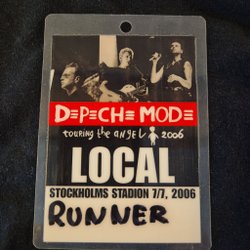 DEPECHE MODE
touring the angel 2006
LOCAL
STOCKHOLMS STADION 7/7, 2006
RUNNER